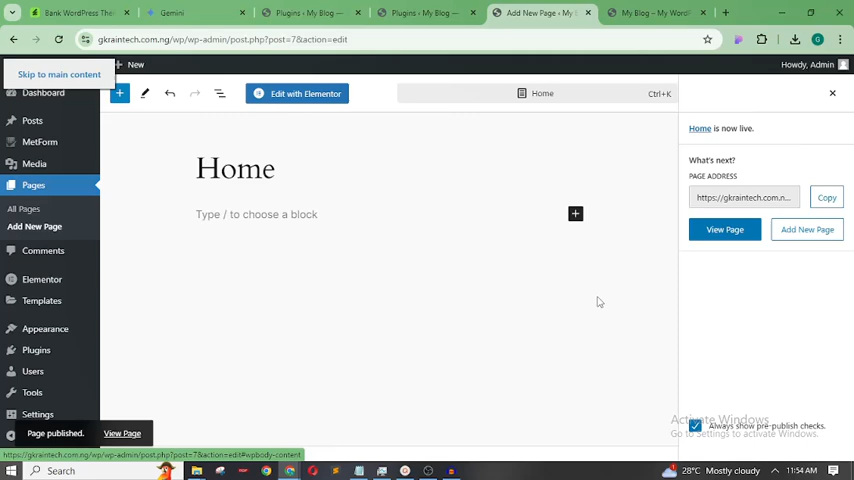 Bank WordPress Them
Gemini
Plugins ‹ My Blog —
Plugins ‹ My Blog —
Add New Page ‹ My B
My Blog – My WordP
gkraintech.com.ng/wp/wp-admin/post.php?post=7&action=edit
G
Skip to main content
New
Howdy, Admin
Dashboard
Posts
MetForm
Media
Pages
All Pages
Add New Page
Comments
Elementor
Templates
Appearance
Plugins
Users
Tools
Settings
Edit with Elementor
Home
Ctrl+K
Home
Type / to choose a block
Home is now live.
What's next?
PAGE ADDRESS
https://gkraintech.com.n...
Copy
View Page
Add New Page
Activate Windows
Always show pre-publish checks.
Go to Settings to activate Windows.
Page published.
View Page
https://gkraintech.com.ng/wp/wp-admin/post.php?post=7&action=edit#wpbody-content
Search
28°C Mostly cloudy
11:54 AM